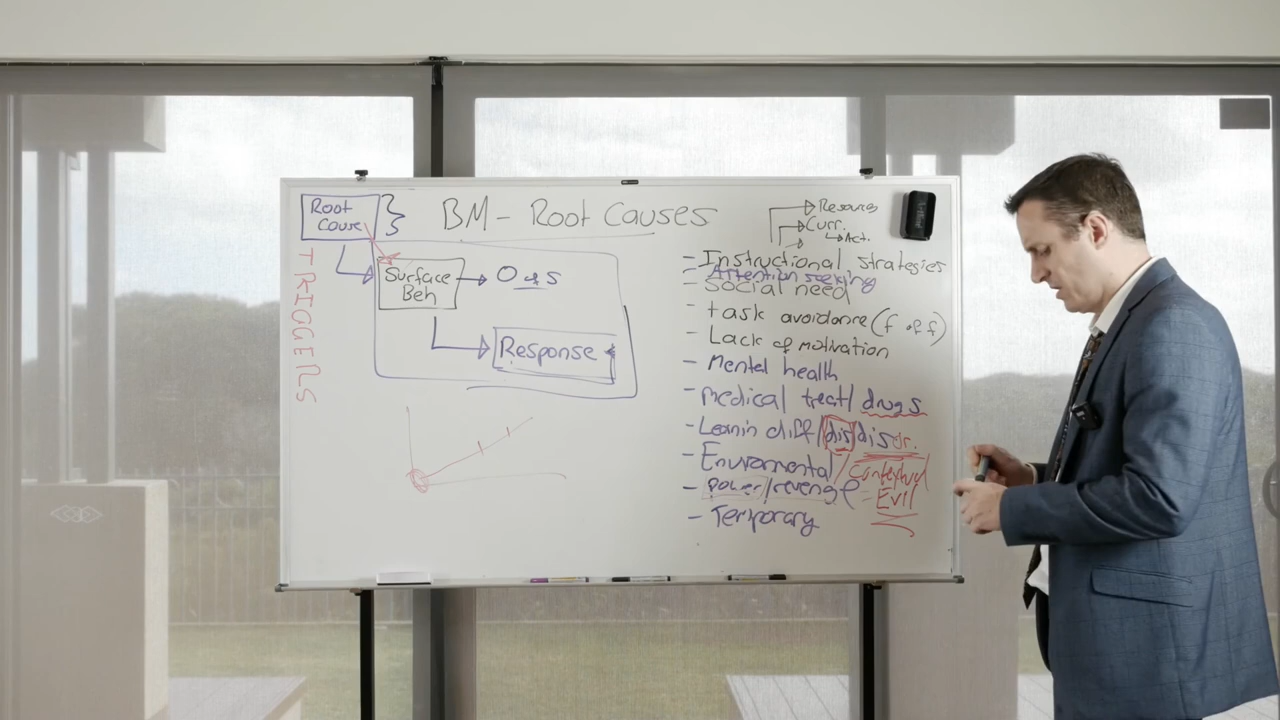 Root
Cause
BM - Root Causes
TRIGGERS
Surface
Beh
Response
Resources
Curr.
Act.
- Instructional strategies
- Attention seeking
- Social need
- task avoidance (f of f)
- Lack of motivation
- Mental health
- Medical treat/drugs
- Learnin diff/dis/disor.
- Environmental/contextual
- power/revenge = Evil
- Temporary